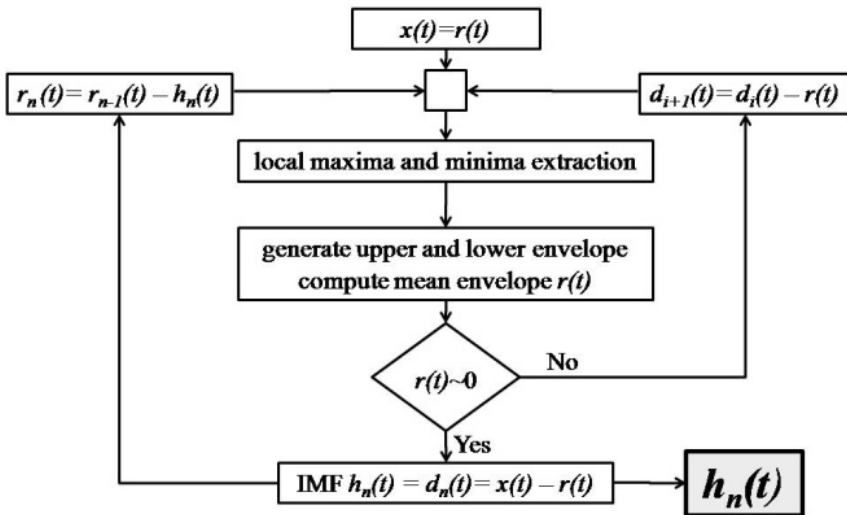 x(t)=r(t)
rₙ(t)= rₙ₋₁(t) – hₙ(t)
dᵢ₊₁(t)=dᵢ(t) – r(t)
local maxima and minima extraction
generate upper and lower envelope
compute mean envelope r(t)
r(t)~0
No
Yes
IMF hₙ(t) = dₙ(t)= x(t) – r(t)
hₙ(t)